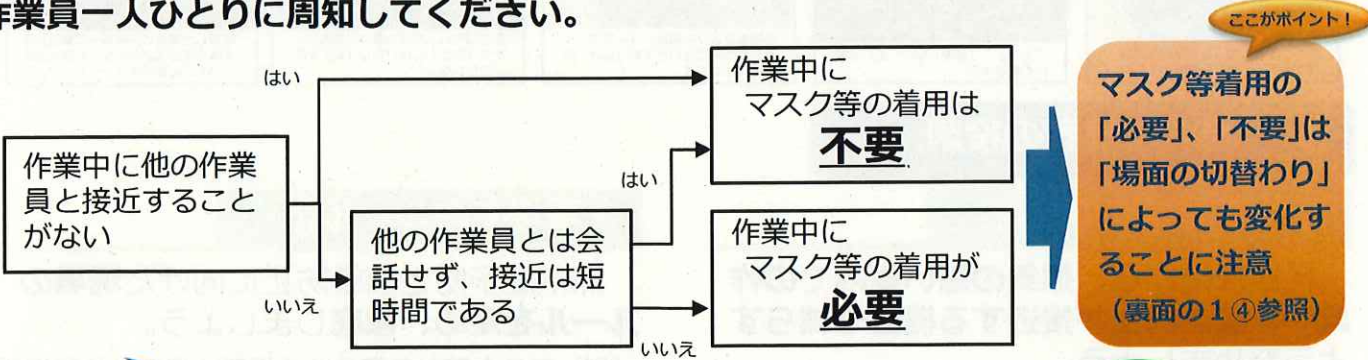 作業員一人ひとりに周知してください。
ここがポイント！
はい
作業中に
マスク等の着用は
不要
マスク等着用の
「必要」、「不要」は
「場面の切替わり」
によっても変化す
ることに注意
（裏面の１④参照）
作業中に他の作業
員と接近すること
がない
はい
他の作業員とは会
話せず、接近は短
時間である
作業中に
マスク等の着用が
必要
いいえ
いいえ